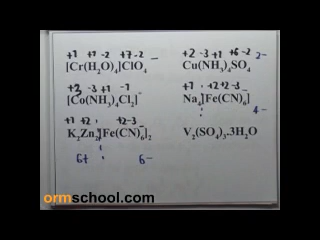 +1 +1 -2 +7 -2 +2 -3 +1 +6 -2 2-
[Cr(H₂O)₄]ClO₄ – Cu(NH₃)₄SO₄
+3 -3 +1 -1 +1 +2 +2 -3
[Co(NH₃)₄Cl₂]⁺ Na₄[Fe(CN)₆]
+1 +2 +2 -3 4-
K₂Zn₃[Fe(CN)₆]₂ V₂(SO₄)₃.3H₂O
6+ 6-
ormschool.com